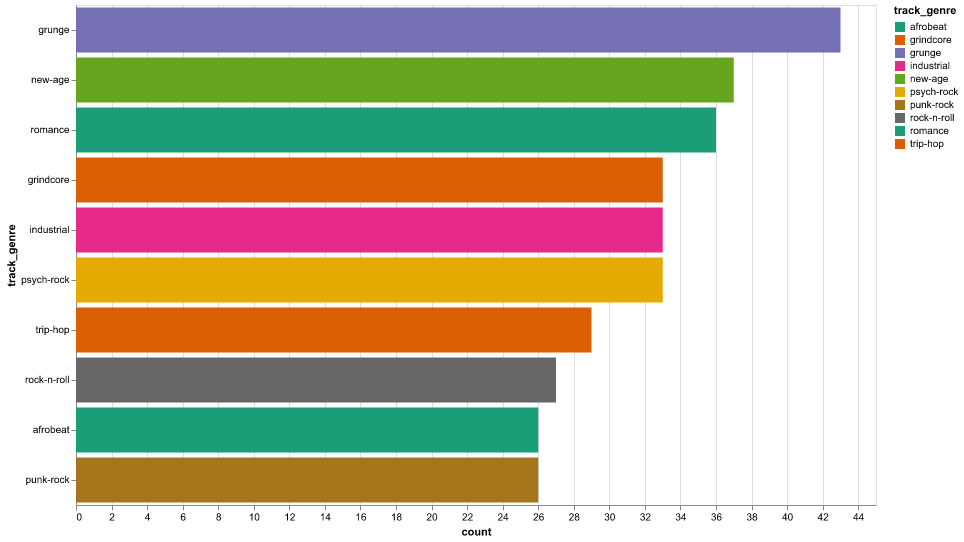 track_genre
grunge
new-age
romance
grindcore
industrial
psych-rock
trip-hop
rock-n-roll
afrobeat
punk-rock
0 2 4 6 8 10 12 14 16 18 20 22 24 26 28 30 32 34 36 38 40 42 44
count
track_genre
afrobeat
grindcore
grunge
industrial
new-age
psych-rock
punk-rock
rock-n-roll
romance
trip-hop